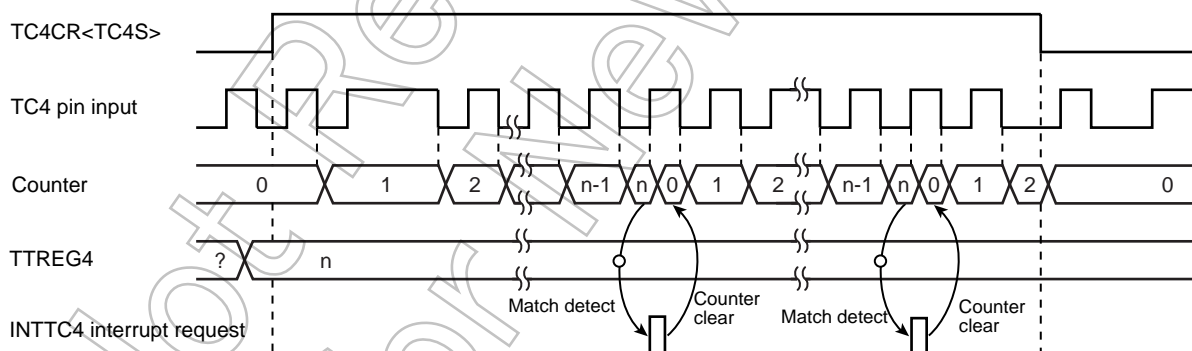 TC4CR<TC4S>
TC4 pin input
Counter 0 1 2 n-1 n 0 1 2 n-1 n 0 1 2 0
TTREG4 ? n
Match detect Counter clear Match detect Counter clear
INTTC4 interrupt request